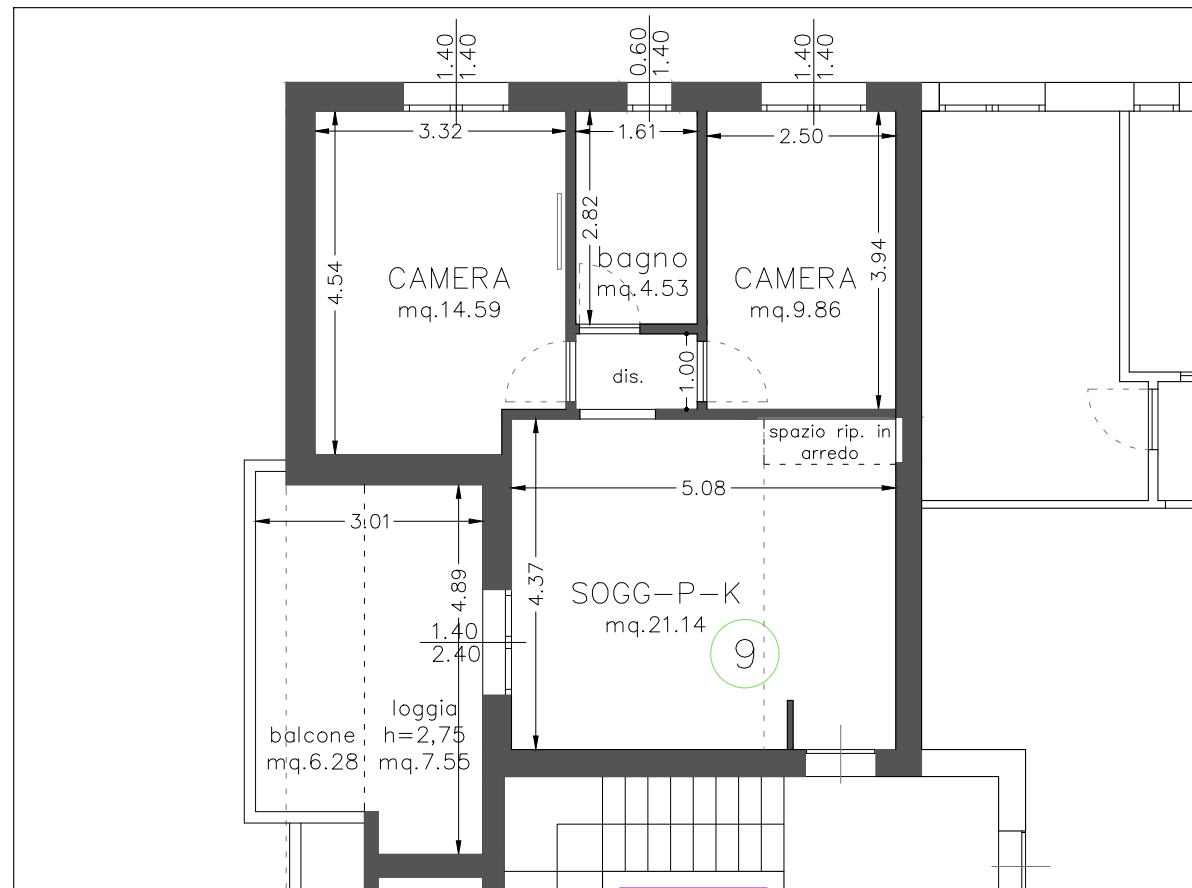 1.40
1.40
0.60
1.40
1.40
1.40
3.32
1.61
2.50
2.82
4.54
3.94
CAMERA
mq.14.59
bagno
mq.4.53
CAMERA
mq.9.86
dis.
1.00
spazio rip. in
arredo
5.08
3.01
4.89
4.37
SOGG-P-K
mq.21.14
9
1.40
2.40
loggia
h=2,75
mq.7.55
balcone
mq.6.28